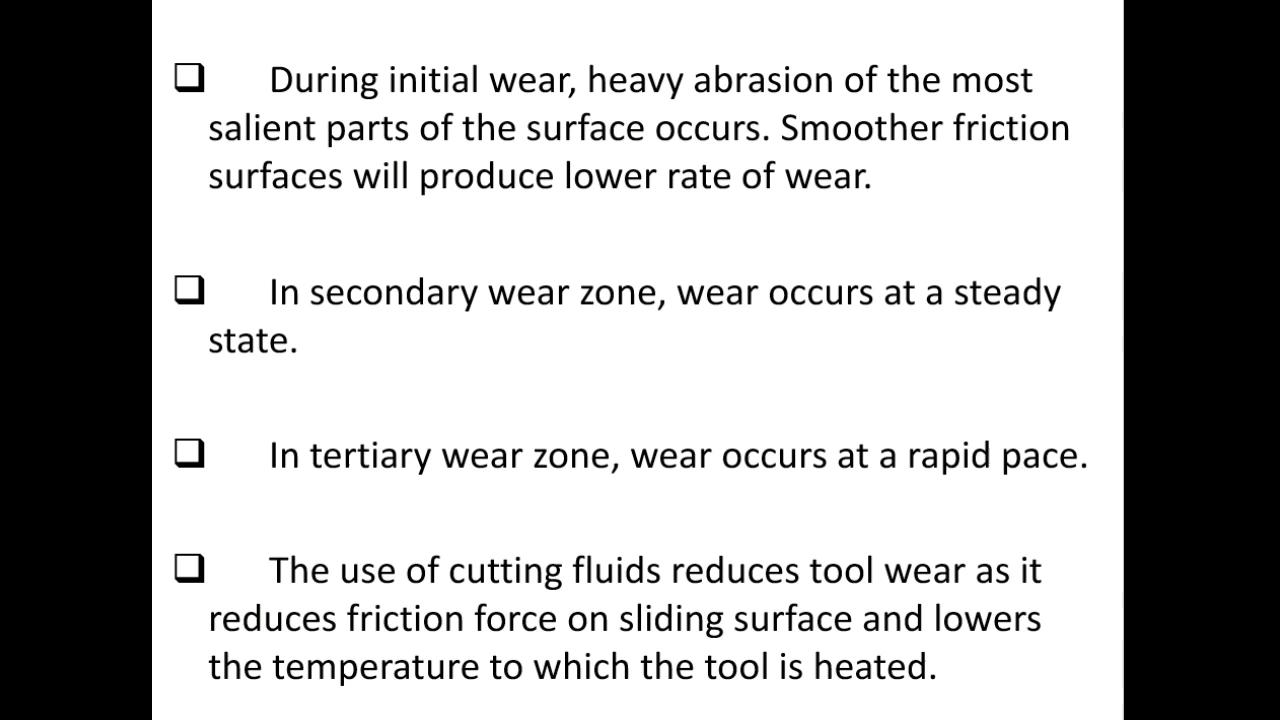 ❑ During initial wear, heavy abrasion of the most
salient parts of the surface occurs. Smoother friction
surfaces will produce lower rate of wear.
❑ In secondary wear zone, wear occurs at a steady
state.
❑ In tertiary wear zone, wear occurs at a rapid pace.
❑ The use of cutting fluids reduces tool wear as it
reduces friction force on sliding surface and lowers
the temperature to which the tool is heated.